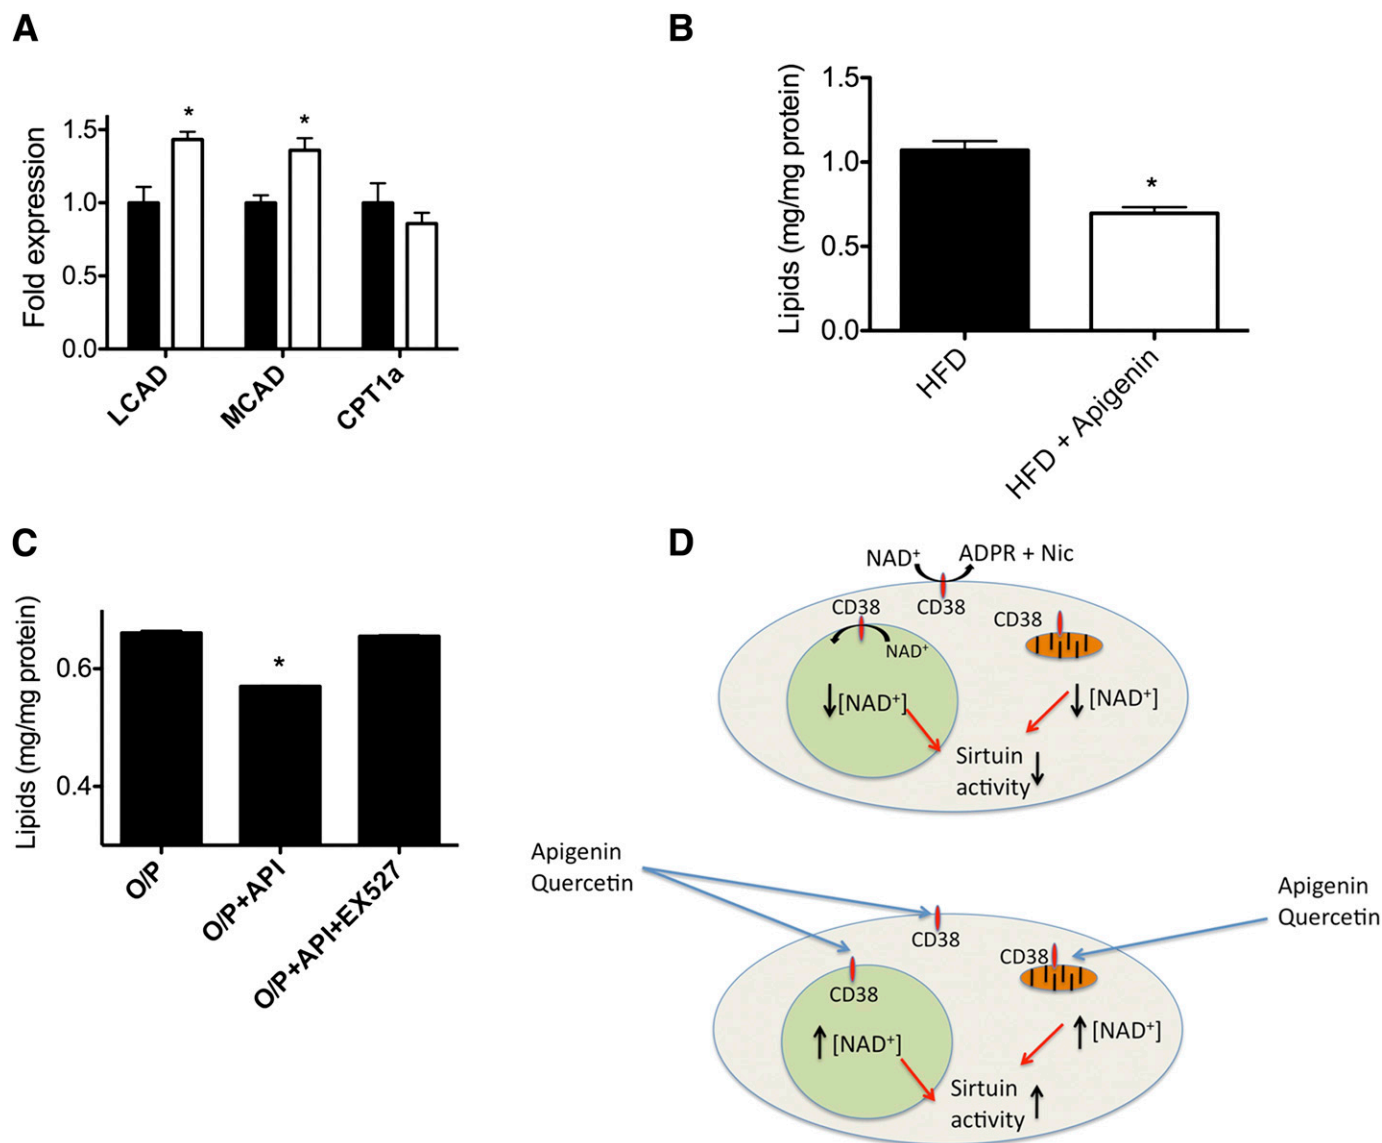 A
Fold expression
1.5
1.0
0.5
0.0
*
*
LCAD
MCAD
CPT1a
B
Lipids (mg/mg protein)
1.5
1.0
0.5
0.0
*
HFD
HFD + Apigenin
C
Lipids (mg/mg protein)
0.6
0.4
*
O/P
O/P+API
O/P+API+EX527
D
NAD⁺
ADPR + Nic
CD38
CD38
NAD⁺
CD38
↓[NAD⁺]
↓[NAD⁺]
Sirtuin
activity↓
Apigenin
Quercetin
Apigenin
Quercetin
CD38
CD38
CD38
↑[NAD⁺]
↑[NAD⁺]
Sirtuin
activity↑